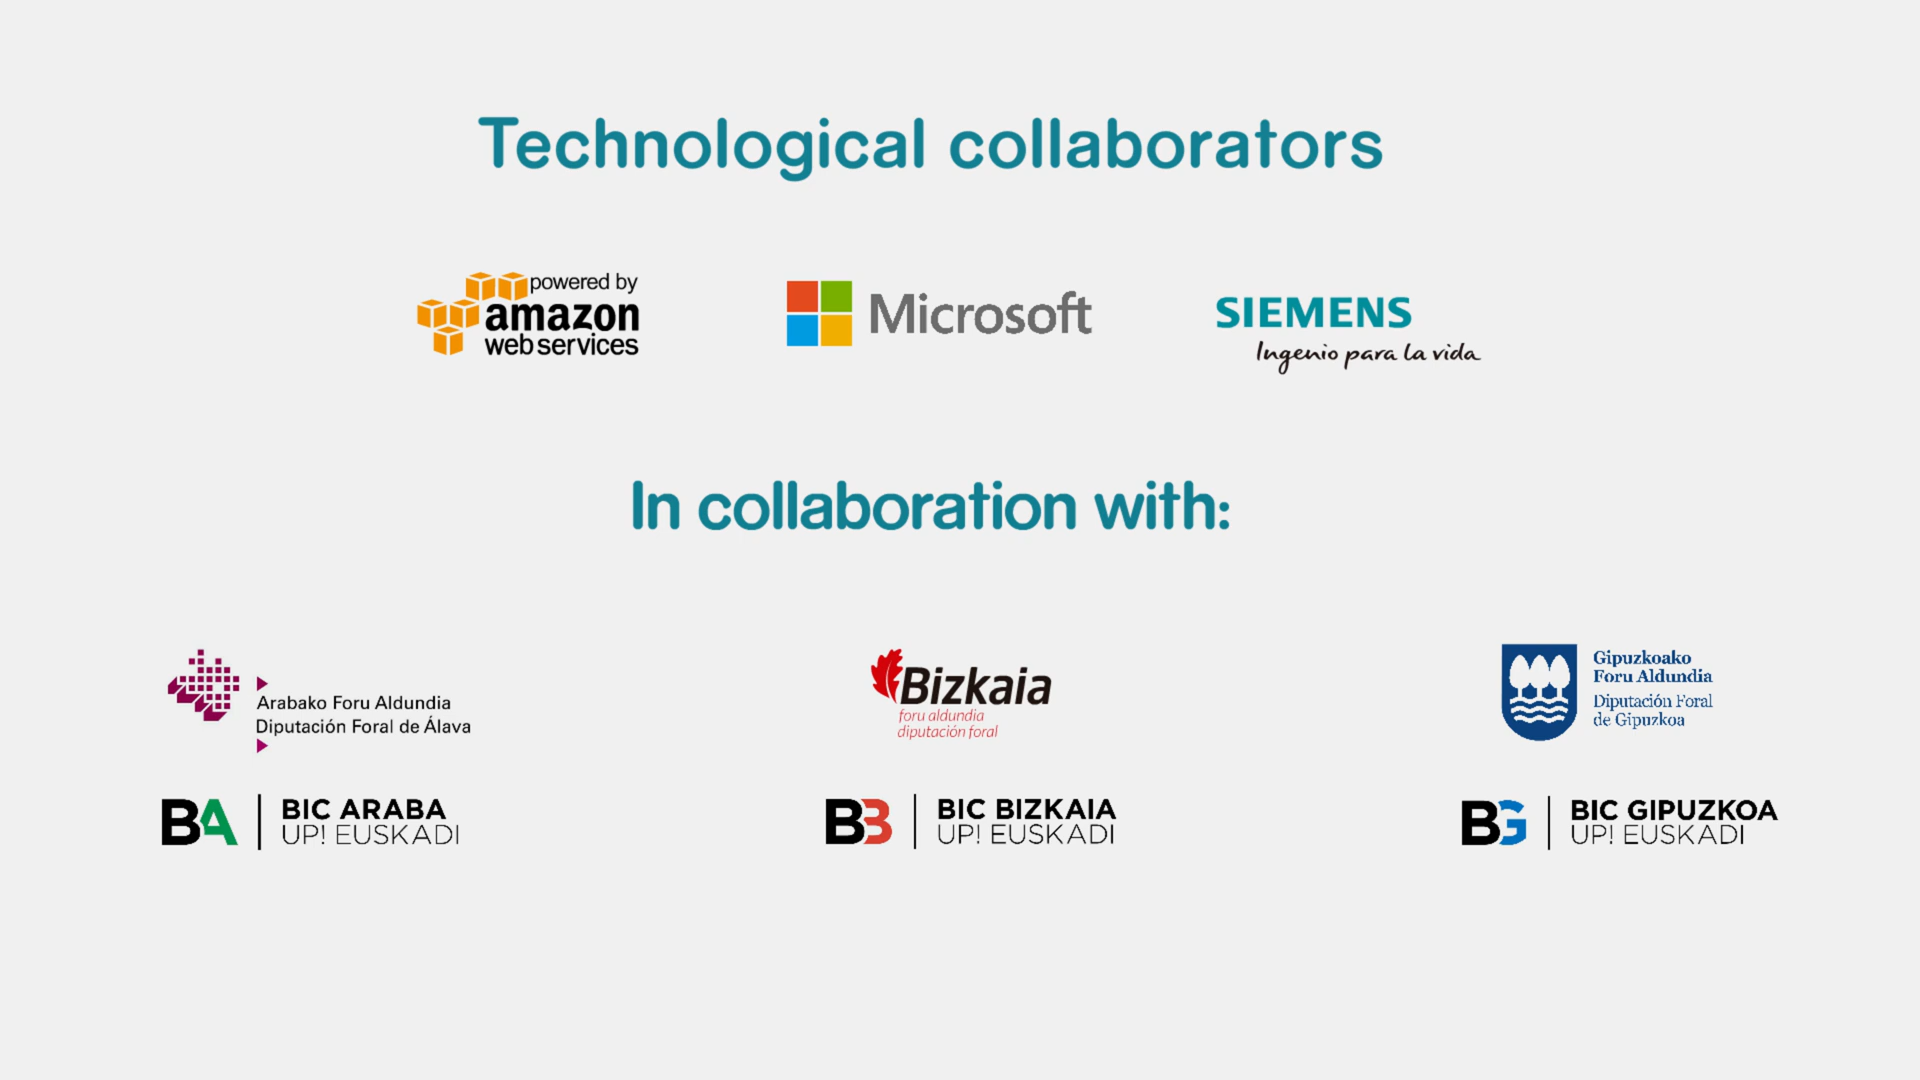 Technological collaborators
powered by
amazon
web services
Microsoft
SIEMENS
Ingenio para la vida
In collaboration with:
Arabako Foru Aldundia
Diputación Foral de Álava
Bizkaia
foru aldundia
diputación foral
Gipuzkoako
Foru Aldundia
Diputación Foral
de Gipuzkoa
BA
BIC ARABA
UP! EUSKADI
BB
BIC BIZKAIA
UP! EUSKADI
BG
BIC GIPUZKOA
UP! EUSKADI